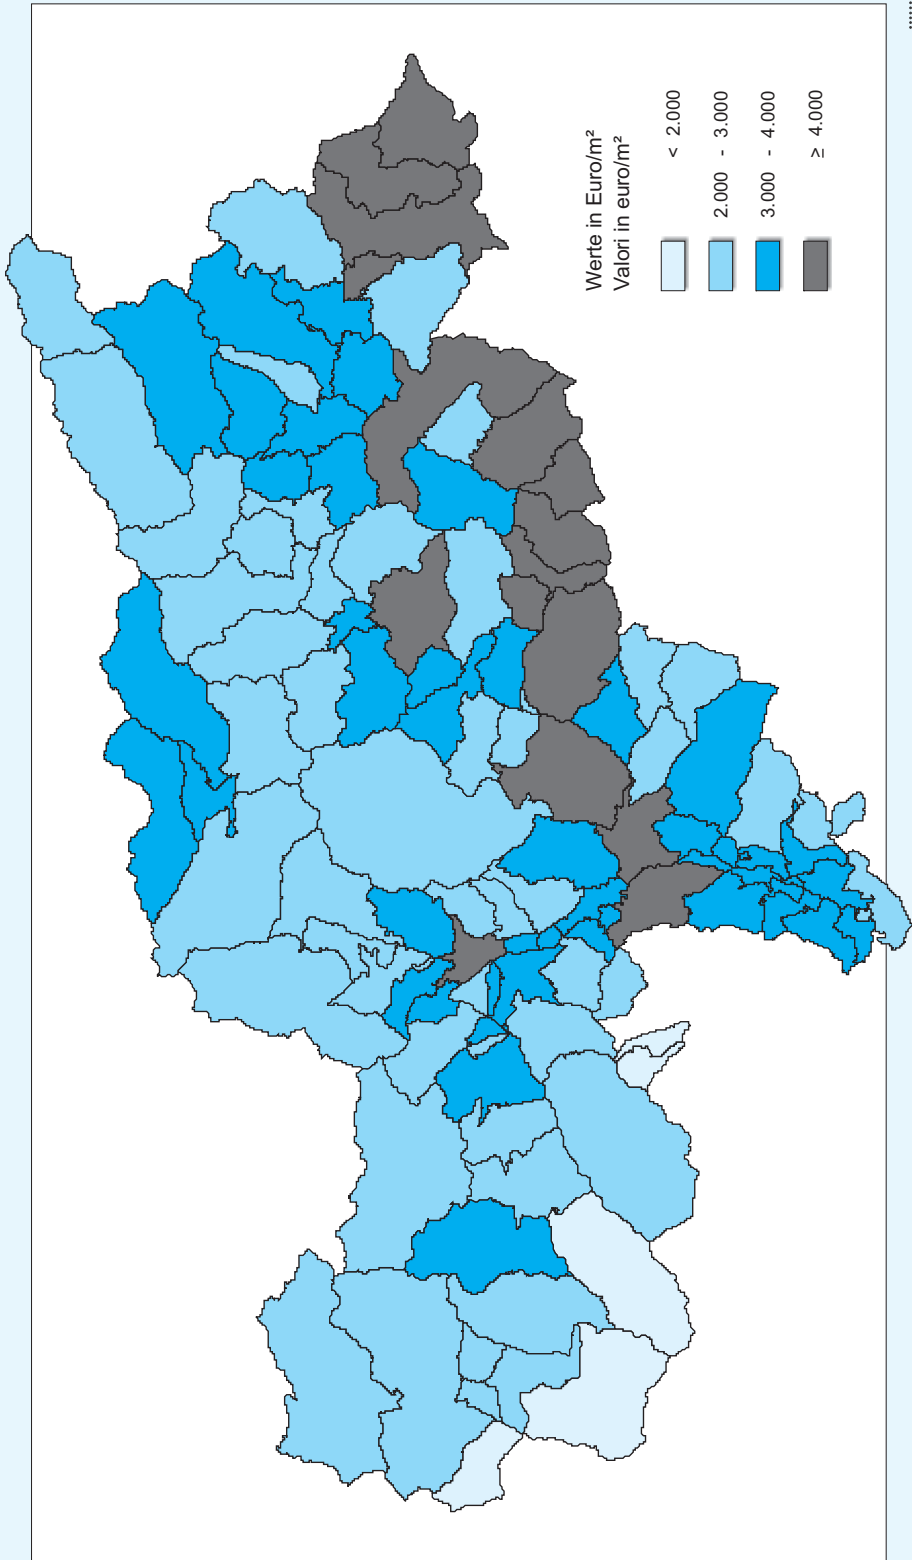 Werte in Euro/m²
Valori in euro/m²
< 2.000
2.000 - 3.000
3.000 - 4.000
≥ 4.000